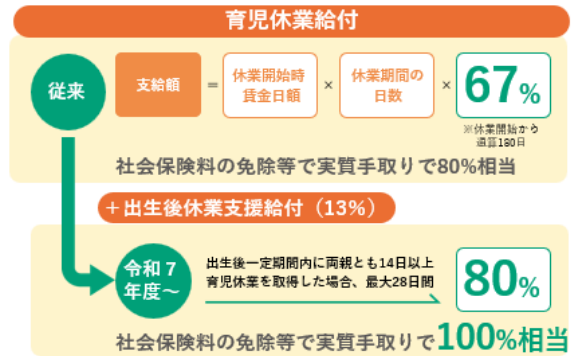 育児休業給付
従来
支給額
＝
休業開始時
賃金日額
×
休業期間の
日数
×
67%
※休業開始から
通算180日
社会保険料の免除等で実質手取りで80%相当
＋出生後休業支援給付（13%）
令和７
年度～
出生後一定期間内に両親とも14日以上
育児休業を取得した場合、最大28日間
80%
社会保険料の免除等で実質手取りで100%相当